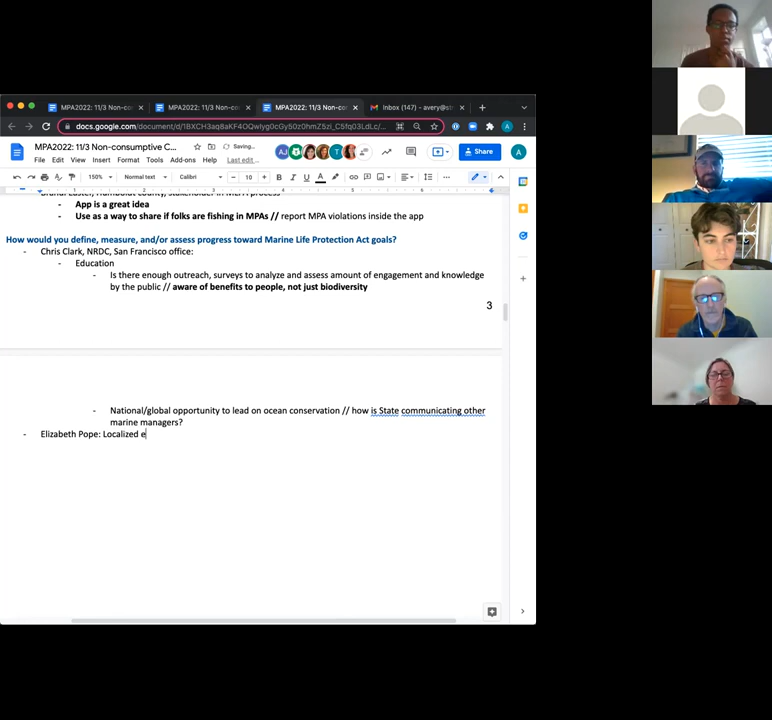 MPA2022: 11/3 Non-co
MPA2022: 11/3 Non-co
MPA2022: 11/3 Non-con
Inbox (147) - avery@st
MPA2022: 11/3 Non-consumptive C...
Saving...
File Edit View Insert Format Tools Add-ons Help Last edit ...
Share
150% Normal text Calibri 10 B I U A
App is a great idea
Use as a way to share if folks are fishing in MPAs // report MPA violations inside the app
How would you define, measure, and/or assess progress toward Marine Life Protection Act goals?
- Chris Clark, NRDC, San Francisco office:
- Education
- Is there enough outreach, surveys to analyze and assess amount of engagement and knowledge
by the public // aware of benefits to people, not just biodiversity
3
- National/global opportunity to lead on ocean conservation // how is State communicating other
marine managers?
- Elizabeth Pope: Localized e